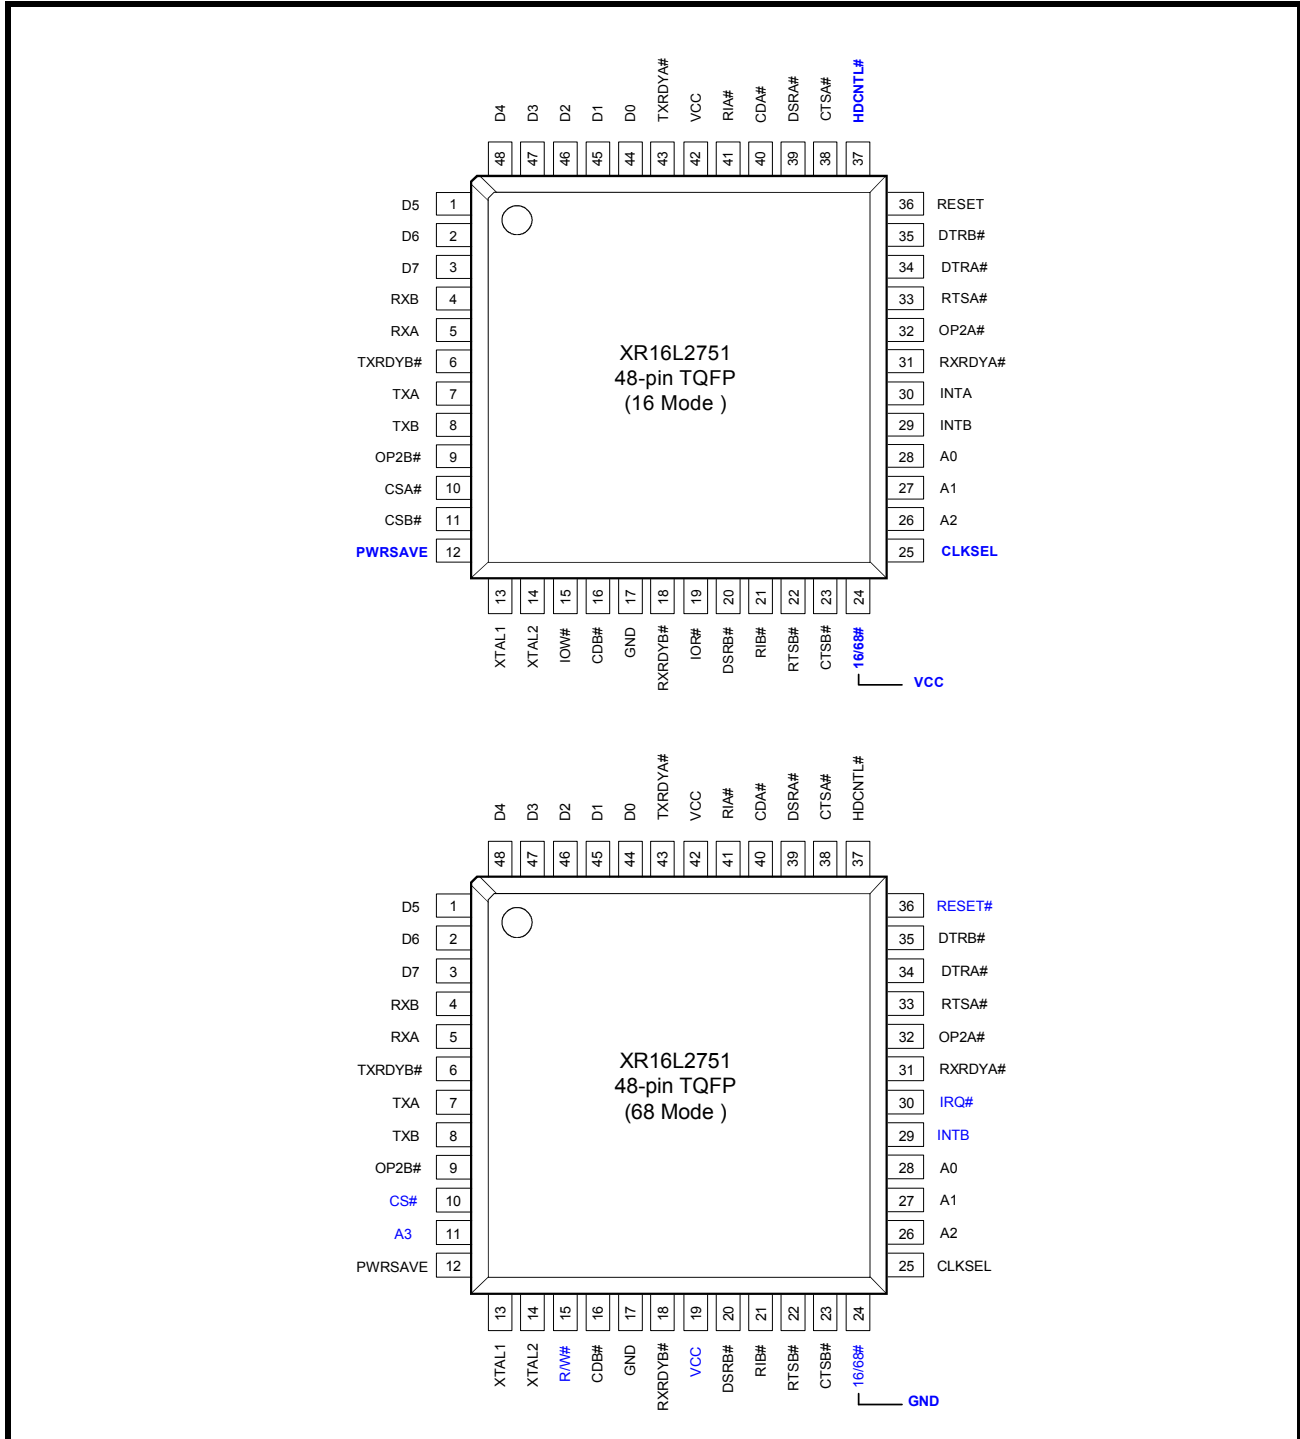 TXRDYA#
D4 D3 D2 D1 D0 VCC RIA# CDA# DSRA# CTSA# HDCNTL#
48 47 46 45 44 43 42 41 40 39 38 37
D5 1 36 RESET
D6 2 35 DTRB#
D7 3 34 DTRA#
RXB 4 33 RTSA#
RXA 5 32 OP2A#
TXRDYB# 6 31 RXRDYA#
TXA 7 30 INTA
TXB 8 29 INTB
OP2B# 9 28 A0
CSA# 10 27 A1
CSB# 11 26 A2
PWRSAVE 12 25 CLKSEL
XR16L2751
48-pin TQFP
(16 Mode )
13 14 15 16 17 18 19 20 21 22 23 24
XTAL1 XTAL2 IOW# CDB# GND RXRDYB# IOR# DSRB# RIB# RTSB# CTSB# 16/68#
VCC
TXRDYA#
D4 D3 D2 D1 D0 VCC RIA# CDA# DSRA# CTSA# HDCNTL#
48 47 46 45 44 43 42 41 40 39 38 37
D5 1 36 RESET#
D6 2 35 DTRB#
D7 3 34 DTRA#
RXB 4 33 RTSA#
RXA 5 32 OP2A#
TXRDYB# 6 31 RXRDYA#
TXA 7 30 IRQ#
TXB 8 29 INTB
OP2B# 9 28 A0
CS# 10 27 A1
A3 11 26 A2
PWRSAVE 12 25 CLKSEL
XR16L2751
48-pin TQFP
(68 Mode )
13 14 15 16 17 18 19 20 21 22 23 24
XTAL1 XTAL2 R/W# CDB# GND RXRDYB# VCC DSRB# RIB# RTSB# CTSB# 16/68#
GND